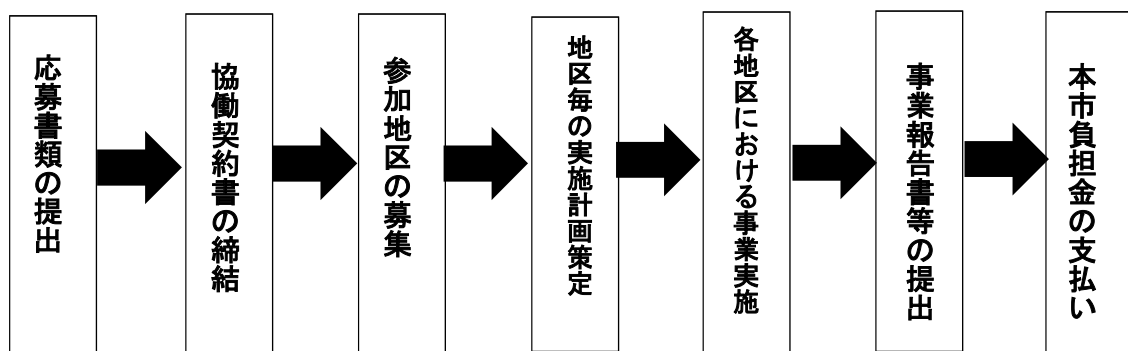 応募書類の提出
協働契約書の締結
参加地区の募集
地区毎の実施計画策定
各地区における事業実施
事業報告書等の提出
本市負担金の支払い